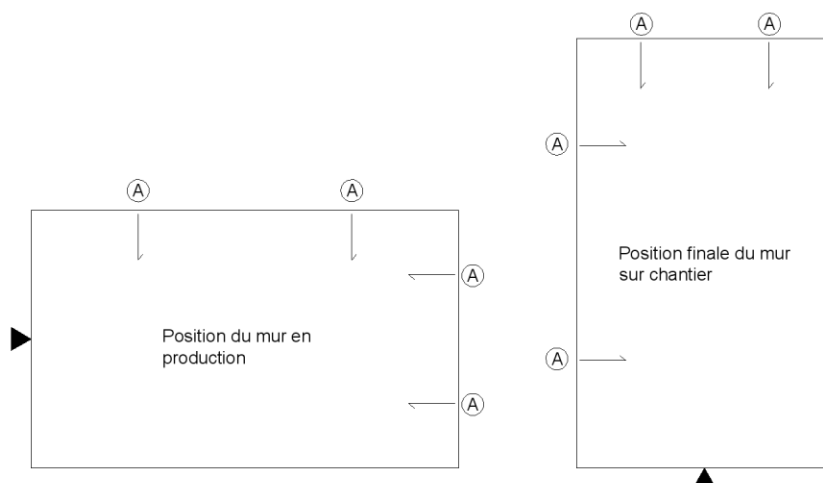 A
A
A
A
A
A
Position finale du mur
sur chantier
A
Position du mur en
production
A
A